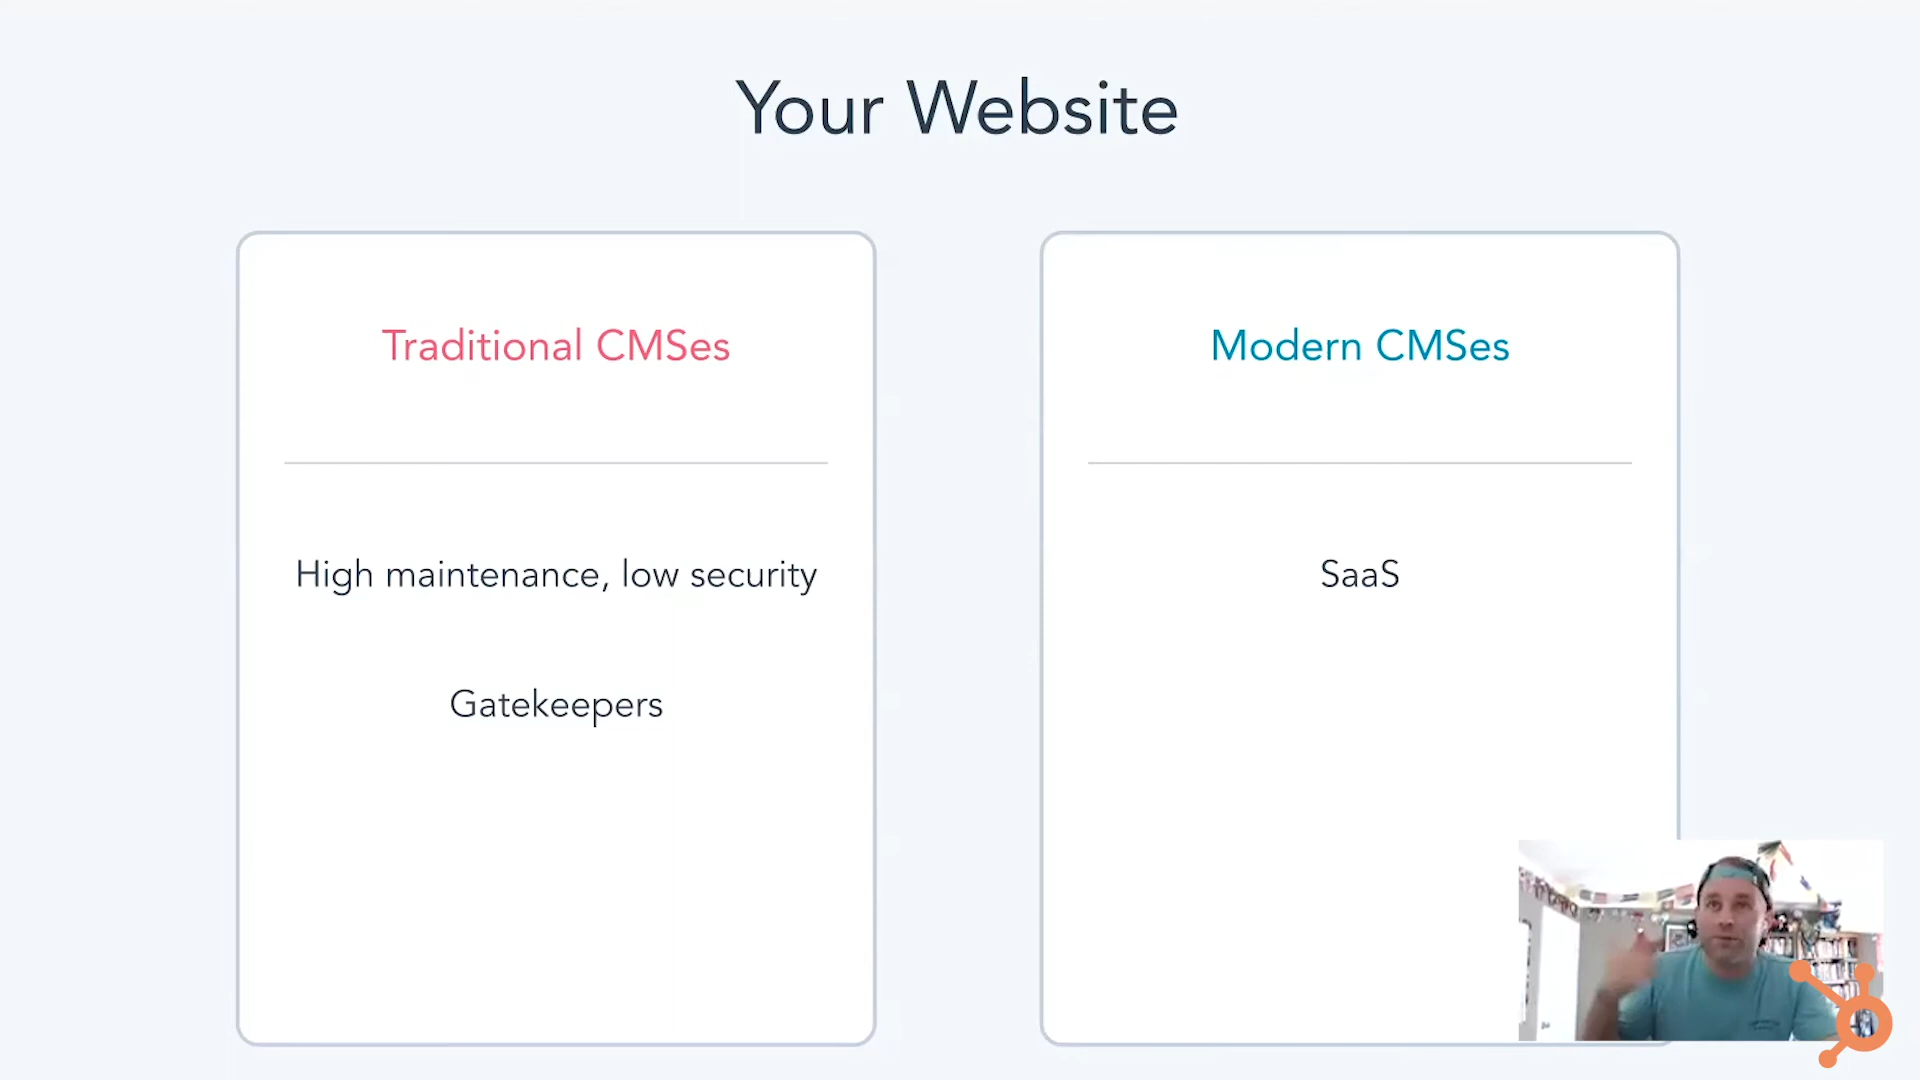 Your Website
Traditional CMSes
High maintenance, low security
Gatekeepers
Modern CMSes
SaaS